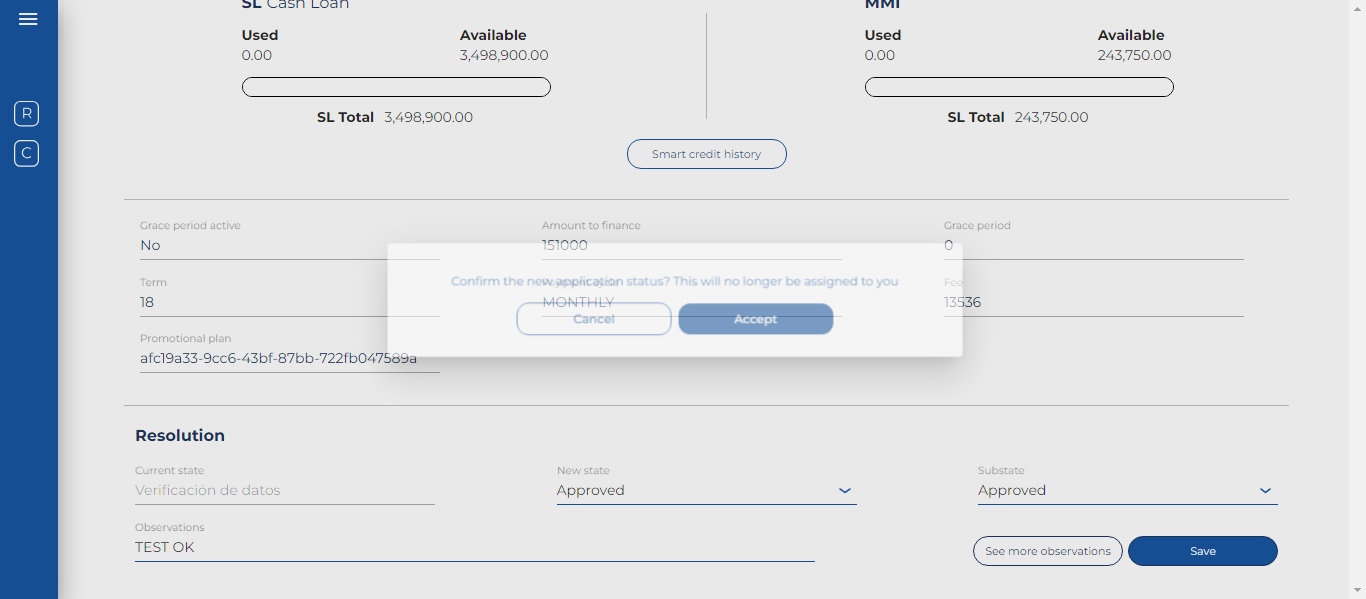 SL Cash Loan
MMI
Used
Available
Used
Available
0.00
3,498,900.00
0.00
243,750.00
SL Total 3,498,900.00
SL Total 243,750.00
R
C
Smart credit history
Grace period active
Amount to finance
Grace period
No
151000
0
Confirm the new application status? This will no longer be assigned to you
Term
Fee
18
MONTHLY
13536
Cancel
Accept
Promotional plan
afc19a33-9cc6-43bf-87bb-722fb047589a
Resolution
Current state
New state
Substate
Verificación de datos
Approved
Approved
Observations
TEST OK
See more observations
Save